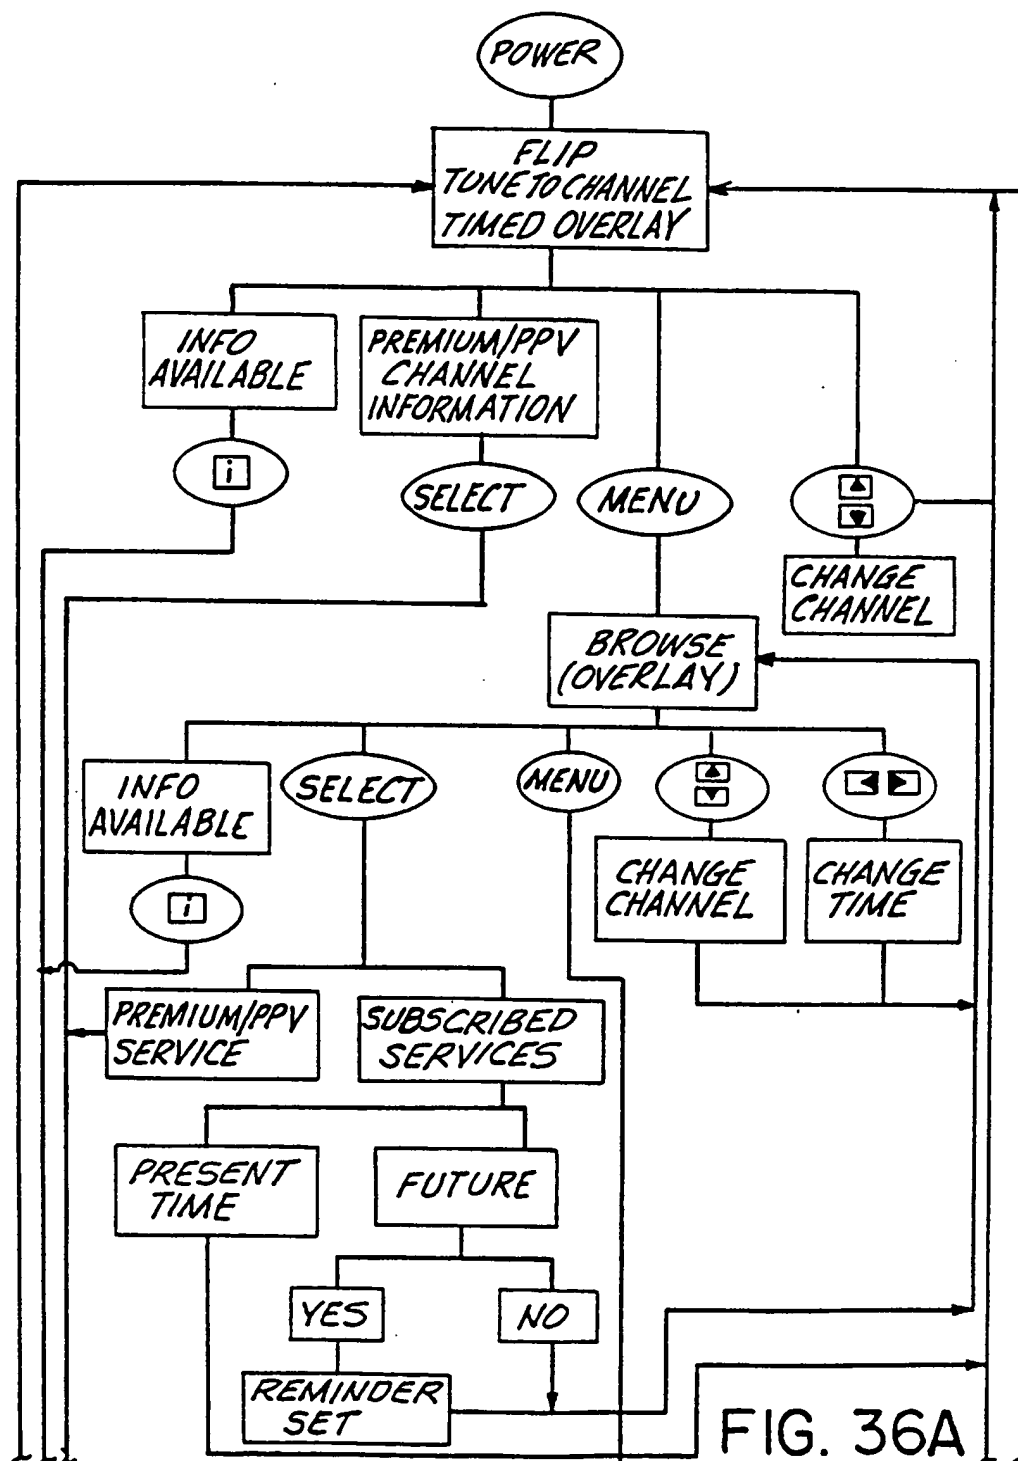 POWER
FLIP
TUNE TO CHANNEL
TIMED OVERLAY
INFO
AVAILABLE
PREMIUM/PPV
CHANNEL
INFORMATION
i
SELECT
MENU
CHANGE
CHANNEL
BROWSE
(OVERLAY)
INFO
AVAILABLE
SELECT
MENU
i
CHANGE
CHANNEL
CHANGE
TIME
PREMIUM/PPV
SERVICE
SUBSCRIBED
SERVICES
PRESENT
TIME
FUTURE
YES
NO
REMINDER
SET
FIG. 36A